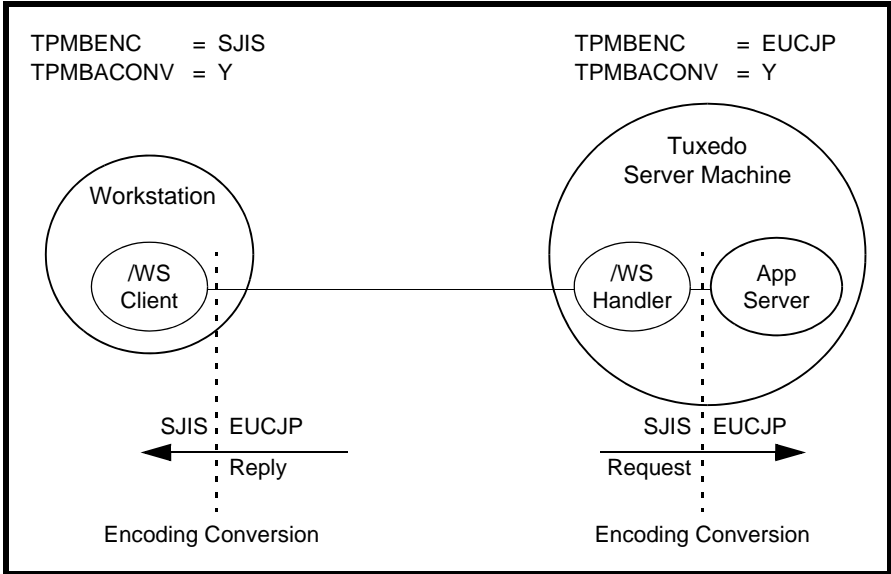 TPMBENC = SJIS
TPMBACONV = Y
TPMBENC = EUCJP
TPMBACONV = Y
Workstation
/WS
Client
Tuxedo
Server Machine
/WS
Handler
App
Server
SJIS EUCJP
Reply
Encoding Conversion
SJIS EUCJP
Request
Encoding Conversion